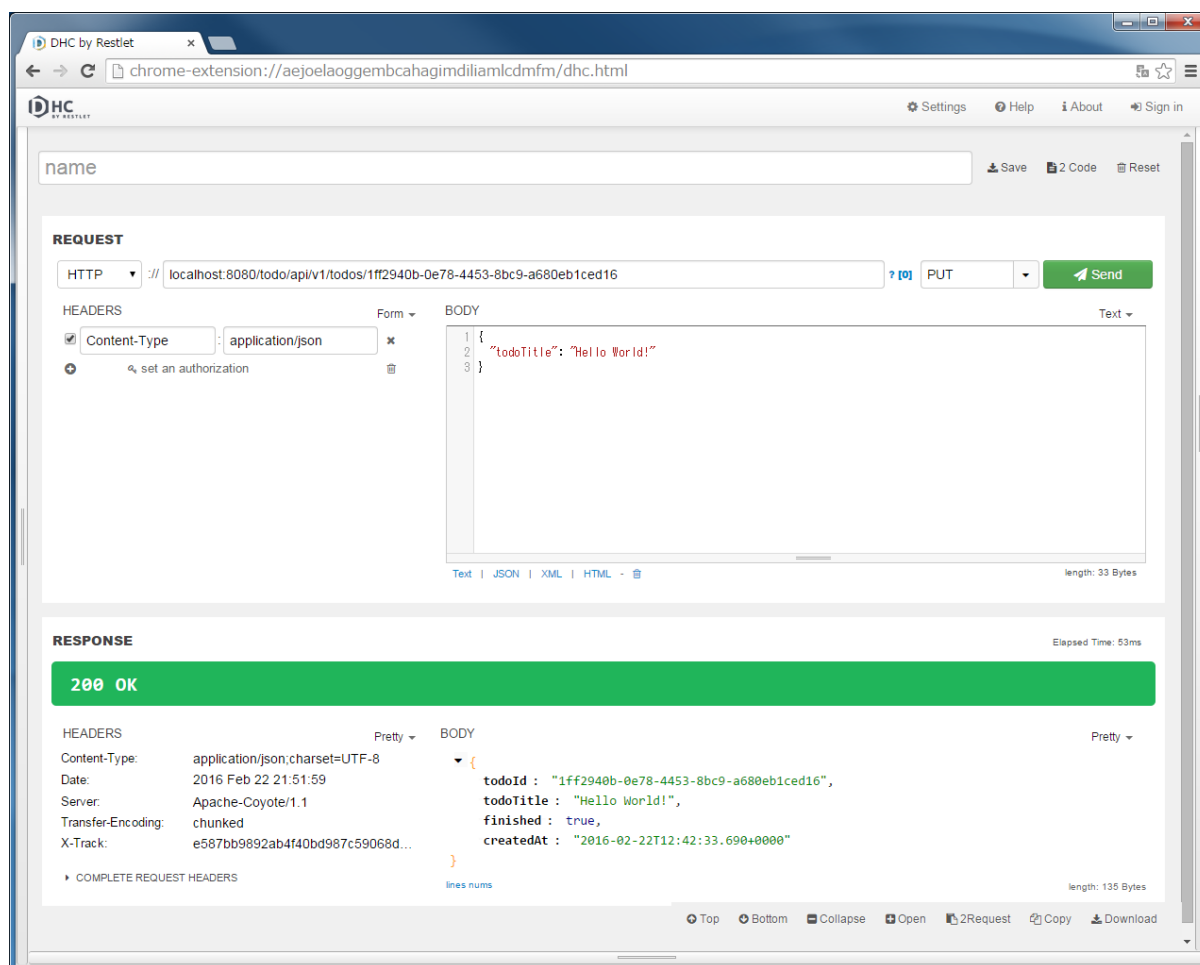 DHC by Restlet
chrome-extension://aejoelaoggembcahagimdiliamlcdmfm/dhc.html
DHC BY RESTLET
Settings Help About Sign in
name
Save 2 Code Reset
REQUEST
HTTP :// localhost:8080/todo/api/v1/todos/1ff2940b-0e78-4453-8bc9-a680eb1ced16 ? [0] PUT Send
HEADERS Form BODY Text
Content-Type : application/json
set an authorization
1 {
2 "todoTitle": "Hello World!"
3 }
Text | JSON | XML | HTML - length: 33 Bytes
RESPONSE Elapsed Time: 53ms
200 OK
HEADERS Pretty BODY Pretty
Content-Type: application/json;charset=UTF-8
Date: 2016 Feb 22 21:51:59
Server: Apache-Coyote/1.1
Transfer-Encoding: chunked
X-Track: e587bb9892ab4f40bd987c59068d...
COMPLETE REQUEST HEADERS
{
todoId : "1ff2940b-0e78-4453-8bc9-a680eb1ced16",
todoTitle : "Hello World!",
finished : true,
createdAt : "2016-02-22T12:42:33.690+0000"
}
lines nums length: 135 Bytes
Top Bottom Collapse Open 2Request Copy Download